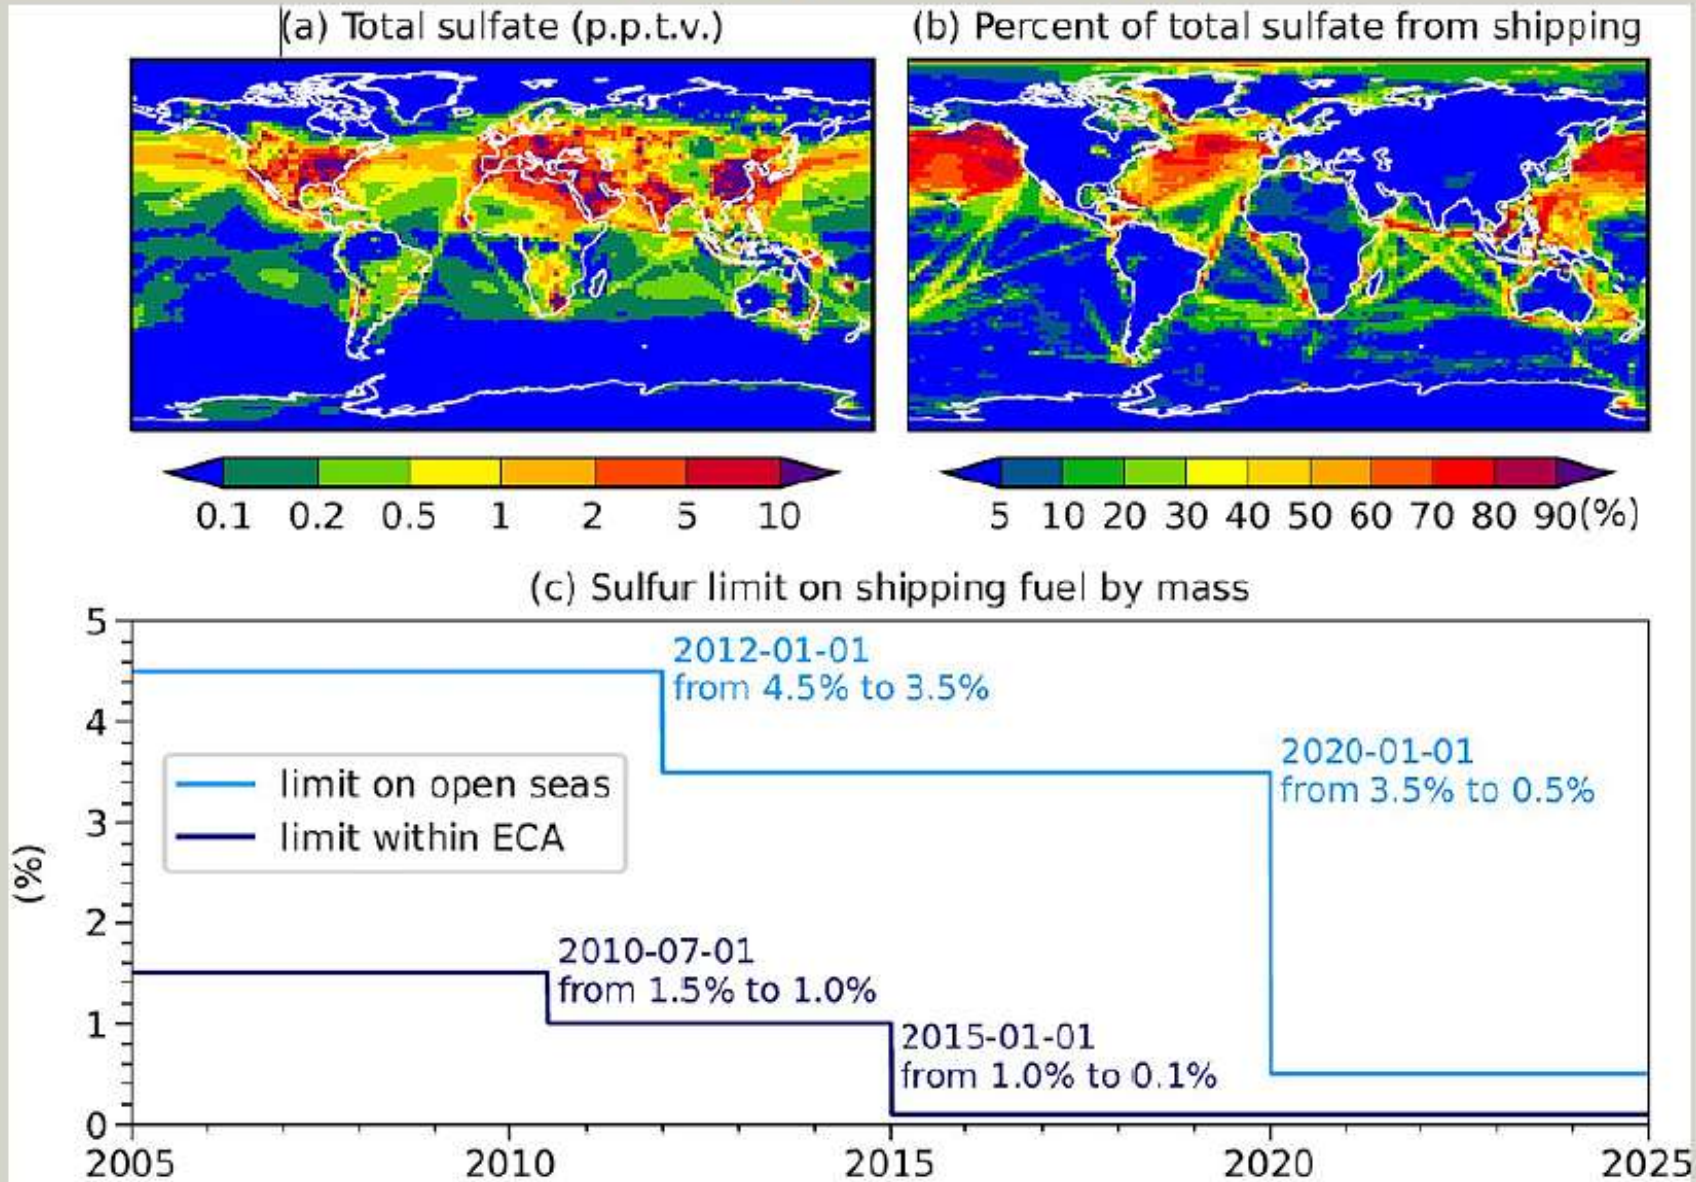 (a) Total sulfate (p.p.t.v.)
(b) Percent of total sulfate from shipping
0.1 0.2 0.5 1 2 5 10
5 10 20 30 40 50 60 70 80 90(%)
(c) Sulfur limit on shipping fuel by mass
5
4
3
2
1
0
(%)
2012-01-01
from 4.5% to 3.5%
2020-01-01
from 3.5% to 0.5%
limit on open seas
limit within ECA
2010-07-01
from 1.5% to 1.0%
2015-01-01
from 1.0% to 0.1%
2005 2010 2015 2020 2025